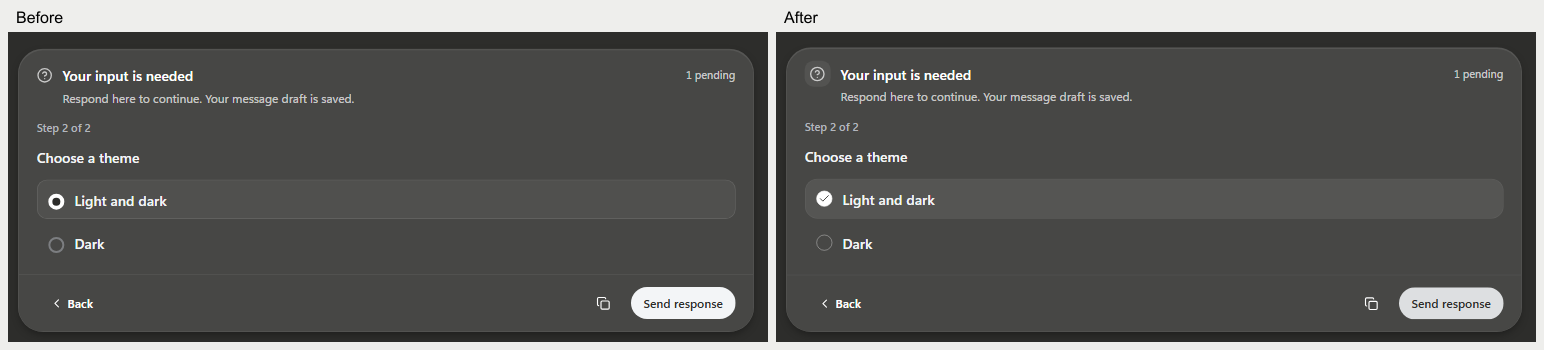 Before
Your input is needed
1 pending
Respond here to continue. Your message draft is saved.
Step 2 of 2
Choose a theme
Light and dark
Dark
Back
Send response
After
Your input is needed
1 pending
Respond here to continue. Your message draft is saved.
Step 2 of 2
Choose a theme
Light and dark
Dark
Back
Send response